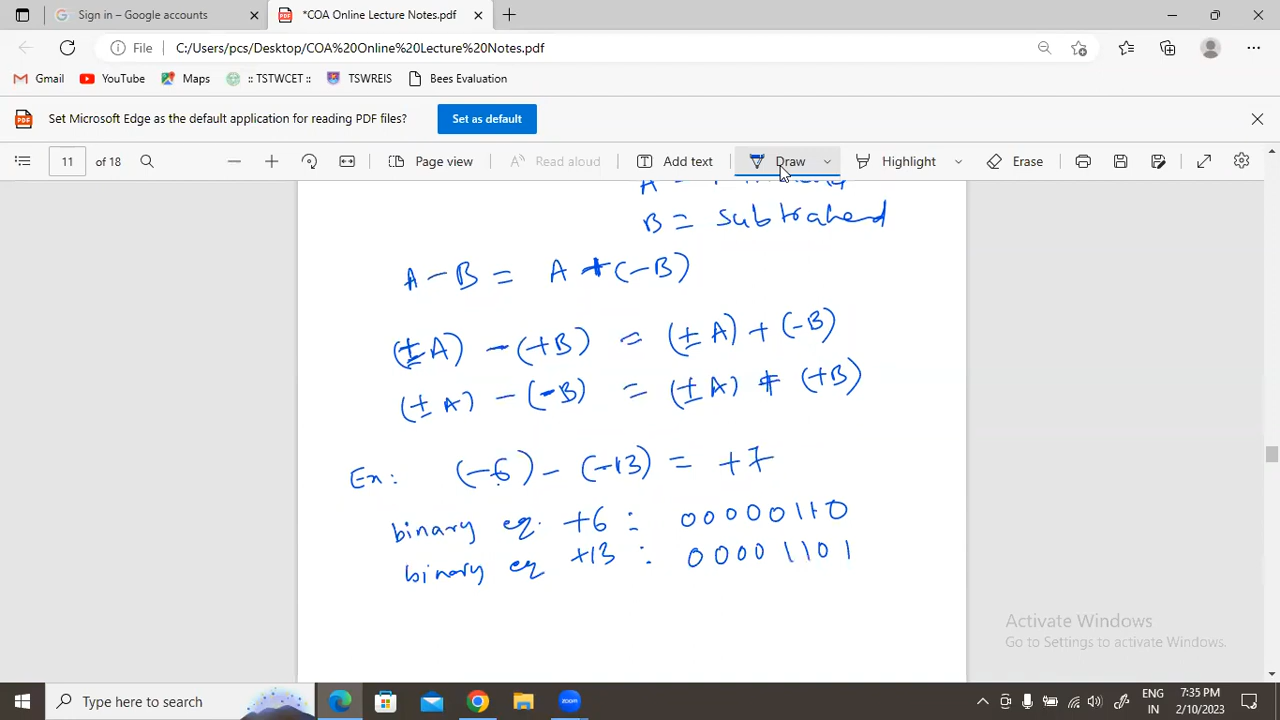 Sign in – Google accounts
*COA Online Lecture Notes.pdf
File
C:/Users/pcs/Desktop/COA%20Online%20Lecture%20Notes.pdf
Gmail
YouTube
Maps
:: TSTWCET ::
TSWREIS
Bees Evaluation
Set Microsoft Edge as the default application for reading PDF files?
Set as default
11 of 18
Page view
Read aloud
Add text
Draw
Highlight
Erase
B = subtrahend
A - B = A + (-B)
(± A) - (+B) = (± A) + (-B)
(± A) - (-B) = (± A) + (+B)
Ex: (-6) - (-13) = +7
binary eq. +6 : 00000110
binary eq +13 : 00001101
Activate Windows
Go to Settings to activate Windows.
Type here to search
zoom
ENG
IN
7:35 PM
2/10/2023